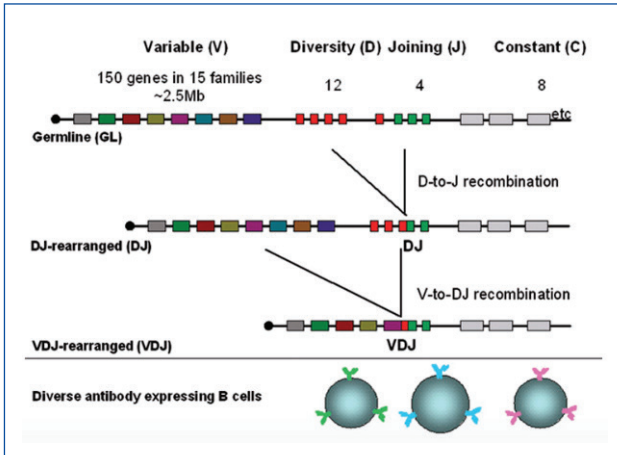 Variable (V) Diversity (D) Joining (J) Constant (C)
150 genes in 15 families 12 4 8
~2.5Mb
etc
Germline (GL)
D-to-J recombination
DJ-rearranged (DJ) DJ
V-to-DJ recombination
VDJ-rearranged (VDJ) VDJ
Diverse antibody expressing B cells